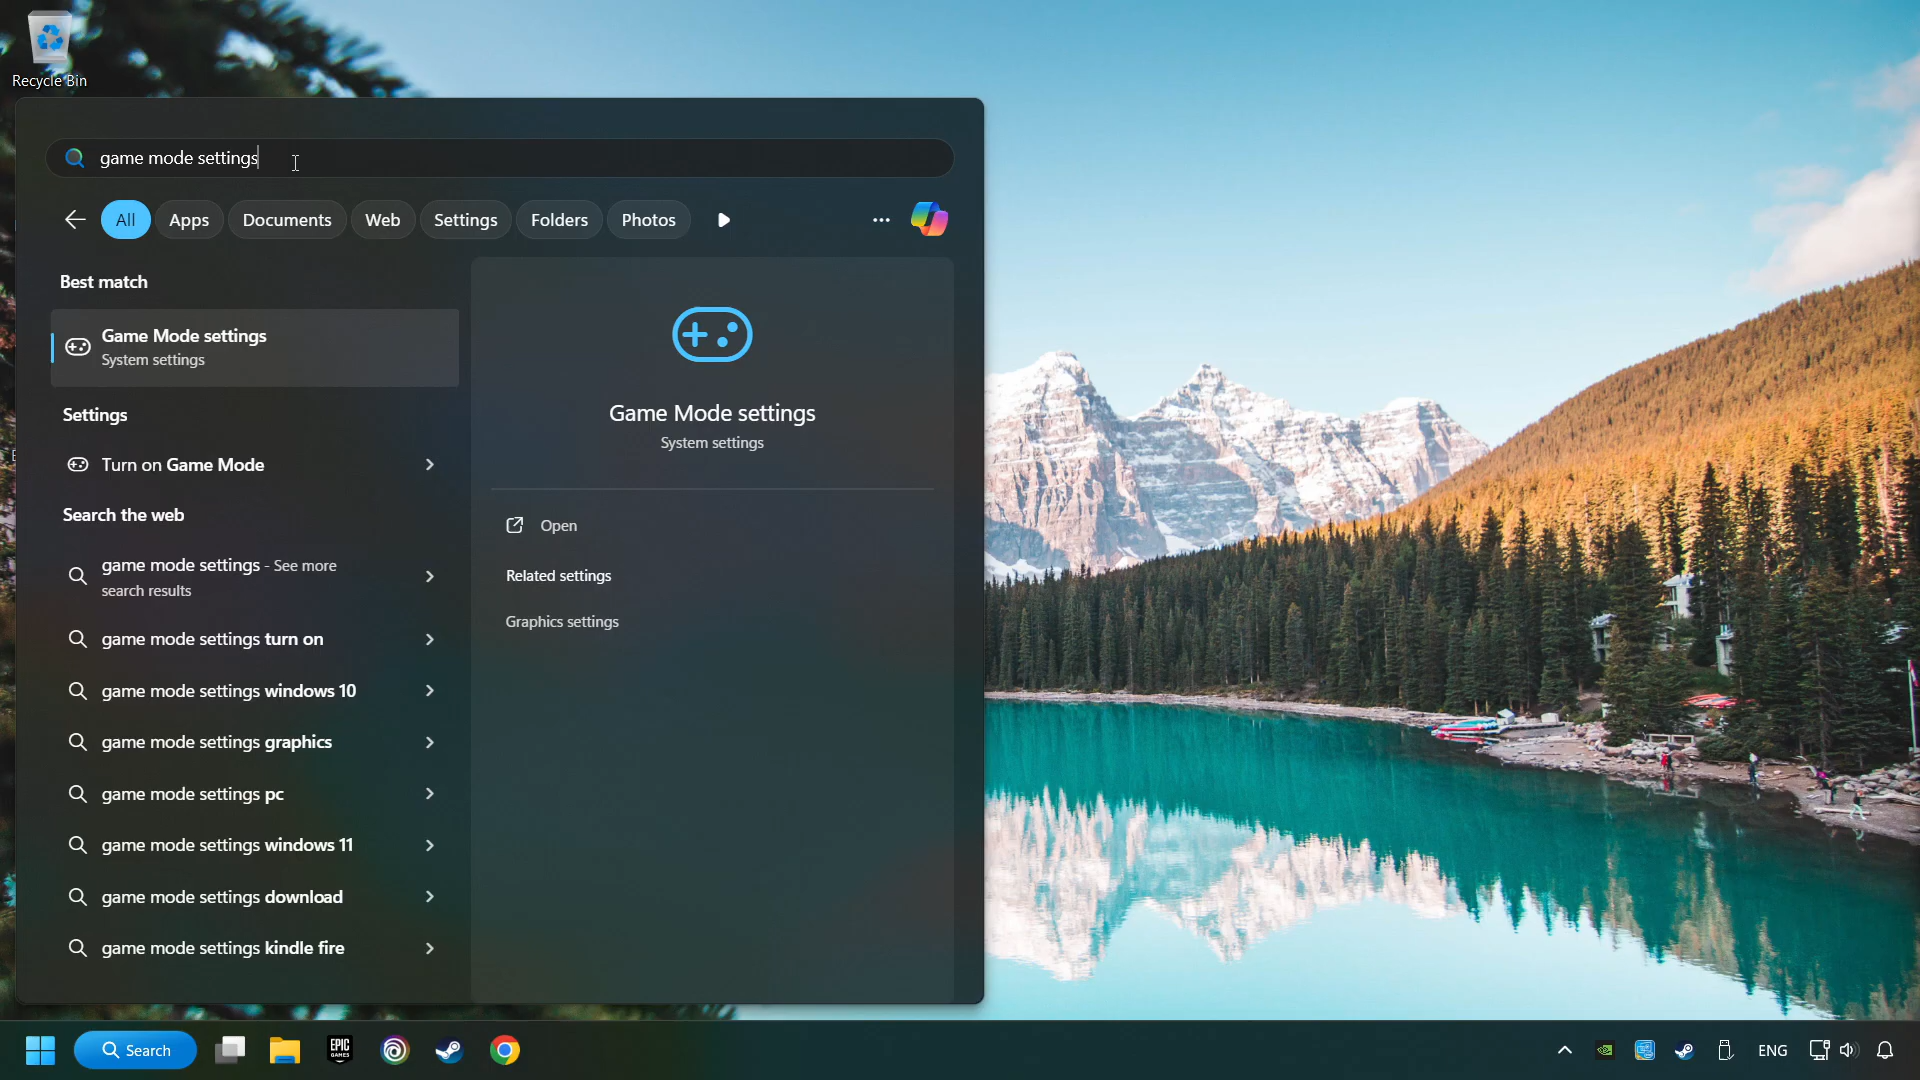 Recycle Bin
game mode settings
All
Apps
Documents
Web
Settings
Folders
Photos
Best match
Game Mode settings
System settings
Settings
Turn on Game Mode
Search the web
game mode settings - See more
search results
game mode settings turn on
game mode settings windows 10
game mode settings graphics
game mode settings pc
game mode settings windows 11
game mode settings download
game mode settings kindle fire
Game Mode settings
System settings
Open
Related settings
Graphics settings
Search
EPIC
GAMES
ENG